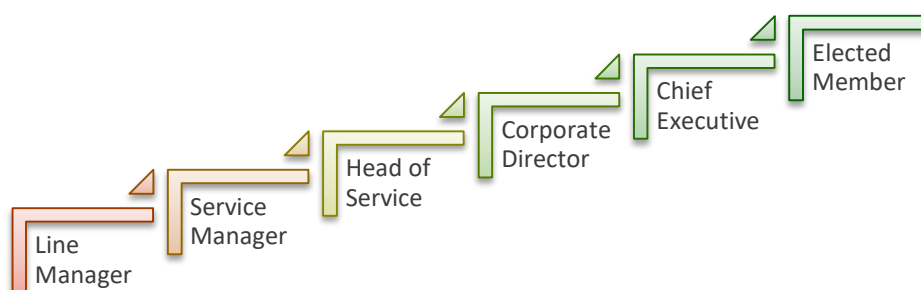 Line
Manager
Service
Manager
Head of
Service
Corporate
Director
Chief
Executive
Elected
Member